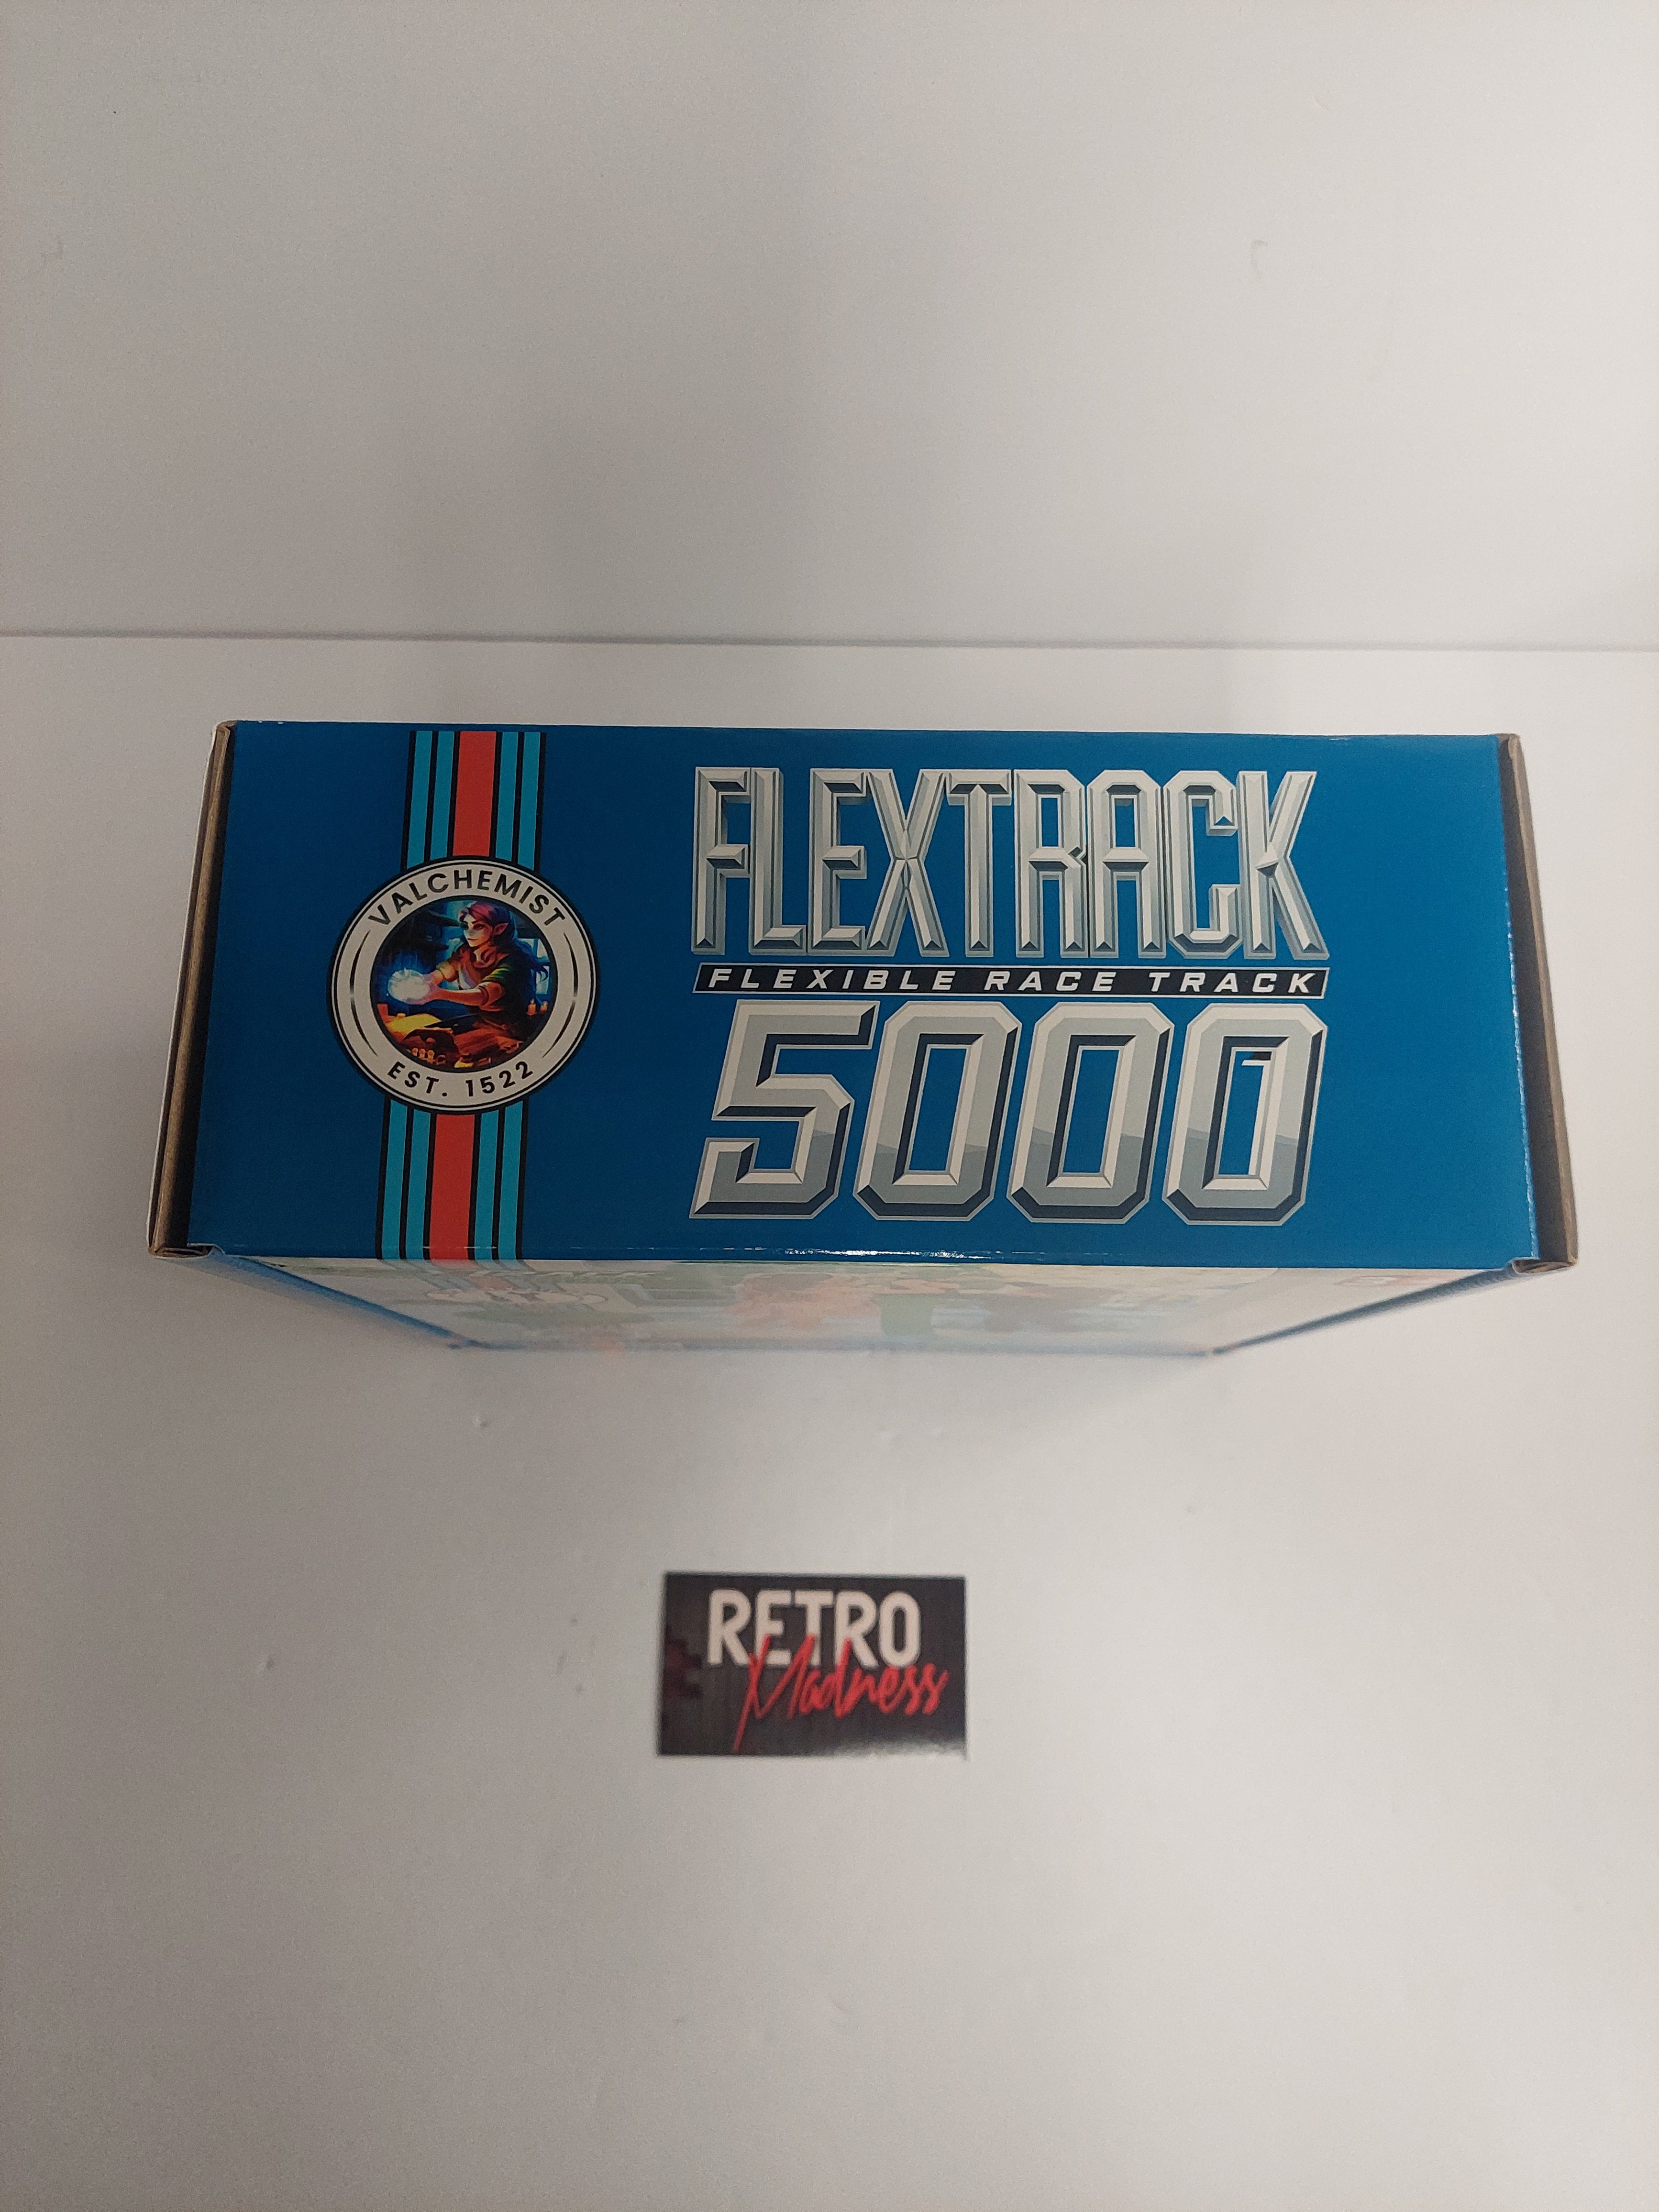 VALCHEMIST
EST. 1522
FLEXTRACK
FLEXIBLE RACE TRACK
5000
RETRO
Madness